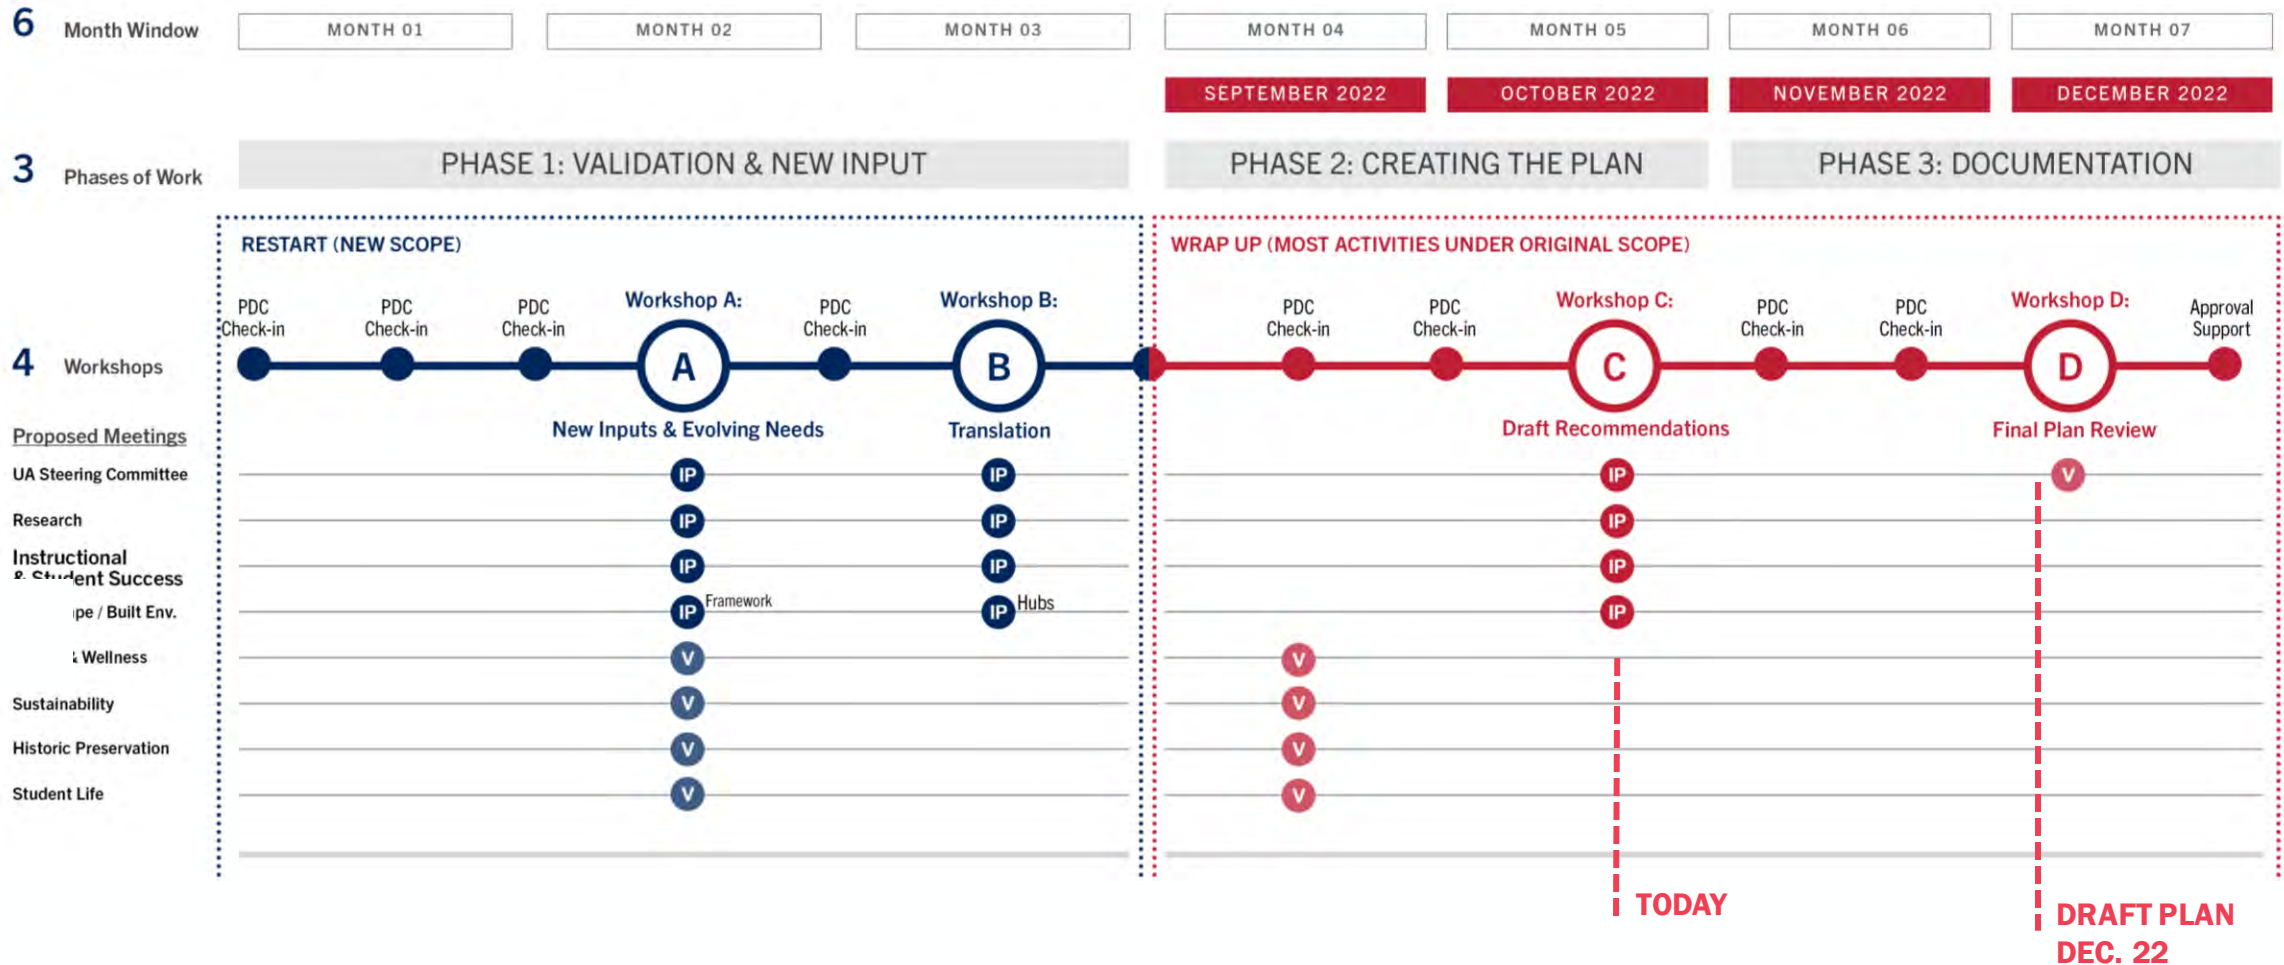 6 Month Window
MONTH 01
MONTH 02
MONTH 03
MONTH 04
MONTH 05
MONTH 06
MONTH 07
SEPTEMBER 2022
OCTOBER 2022
NOVEMBER 2022
DECEMBER 2022
3 Phases of Work
PHASE 1: VALIDATION & NEW INPUT
PHASE 2: CREATING THE PLAN
PHASE 3: DOCUMENTATION
RESTART (NEW SCOPE)
WRAP UP (MOST ACTIVITIES UNDER ORIGINAL SCOPE)
4 Workshops
PDC
Check-in
PDC
Check-in
PDC
Check-in
Workshop A:
A
New Inputs & Evolving Needs
PDC
Check-in
Workshop B:
B
Translation
PDC
Check-in
PDC
Check-in
Workshop C:
C
Draft Recommendations
PDC
Check-in
PDC
Check-in
Workshop D:
D
Final Plan Review
Approval
Support
Proposed Meetings
UA Steering Committee
IP
IP
IP
V
Research
IP
IP
IP
Instructional
& Student Success
IP
IP
IP
/ Built Env.
IP Framework
IP Hubs
IP
Wellness
V
V
Sustainability
V
V
Historic Preservation
V
V
Student Life
V
V
TODAY
DRAFT PLAN
DEC. 22